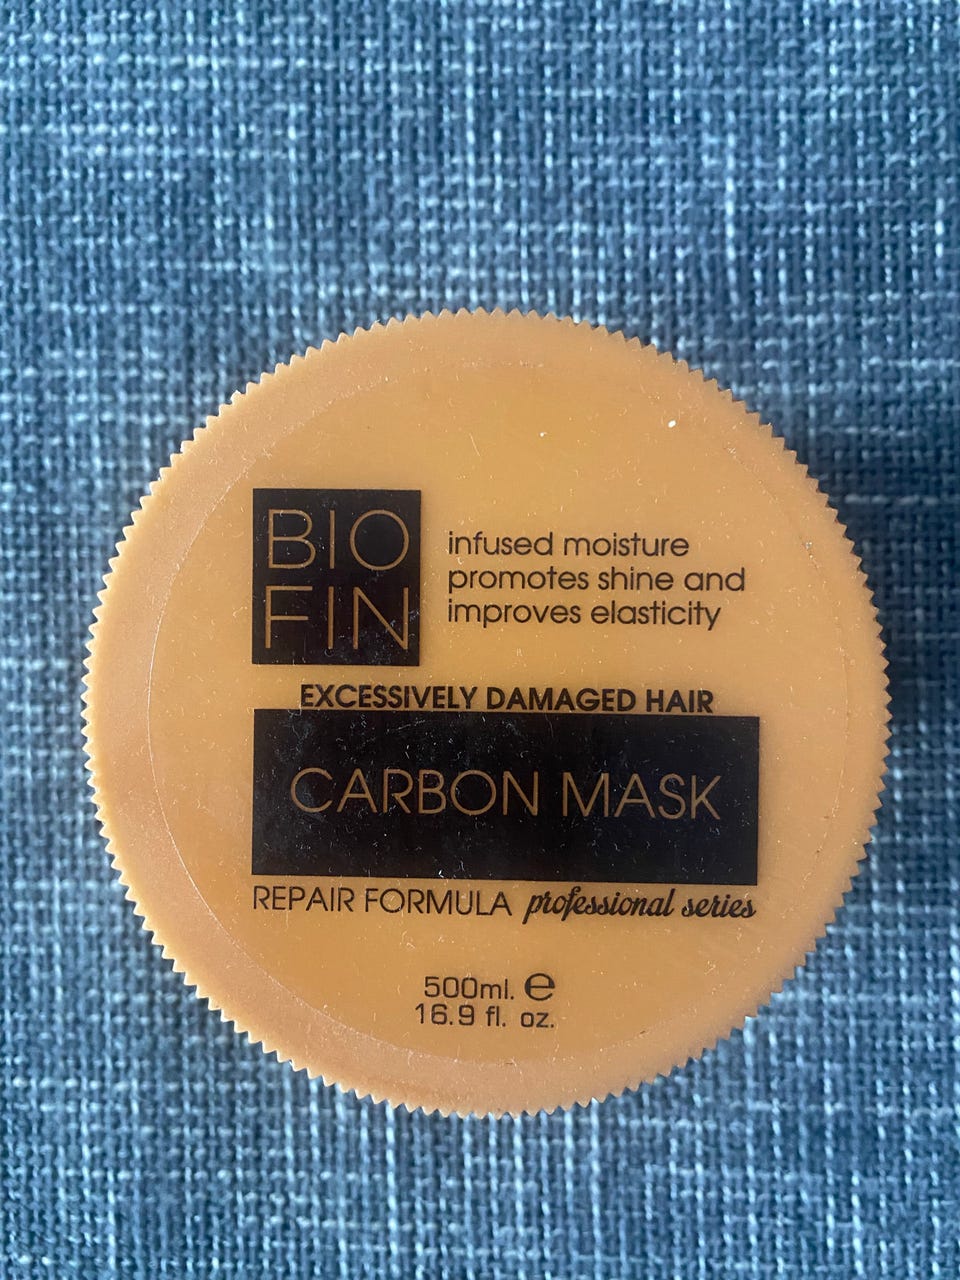 BIO
FIN
infused moisture
promotes shine and
improves elasticity
EXCESSIVELY DAMAGED HAIR
CARBON MASK
REPAIR FORMULA professional series
500ml. ℮
16.9 fl. oz.